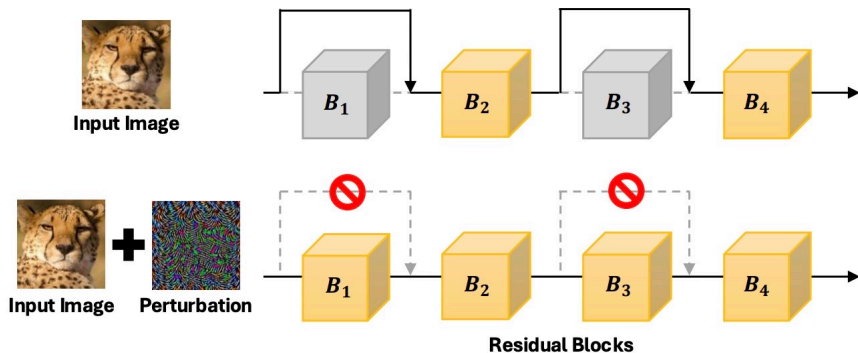 B₁
B₂
B₃
B₄
Input Image
B₁
B₂
B₃
B₄
Input Image
Perturbation
Residual Blocks